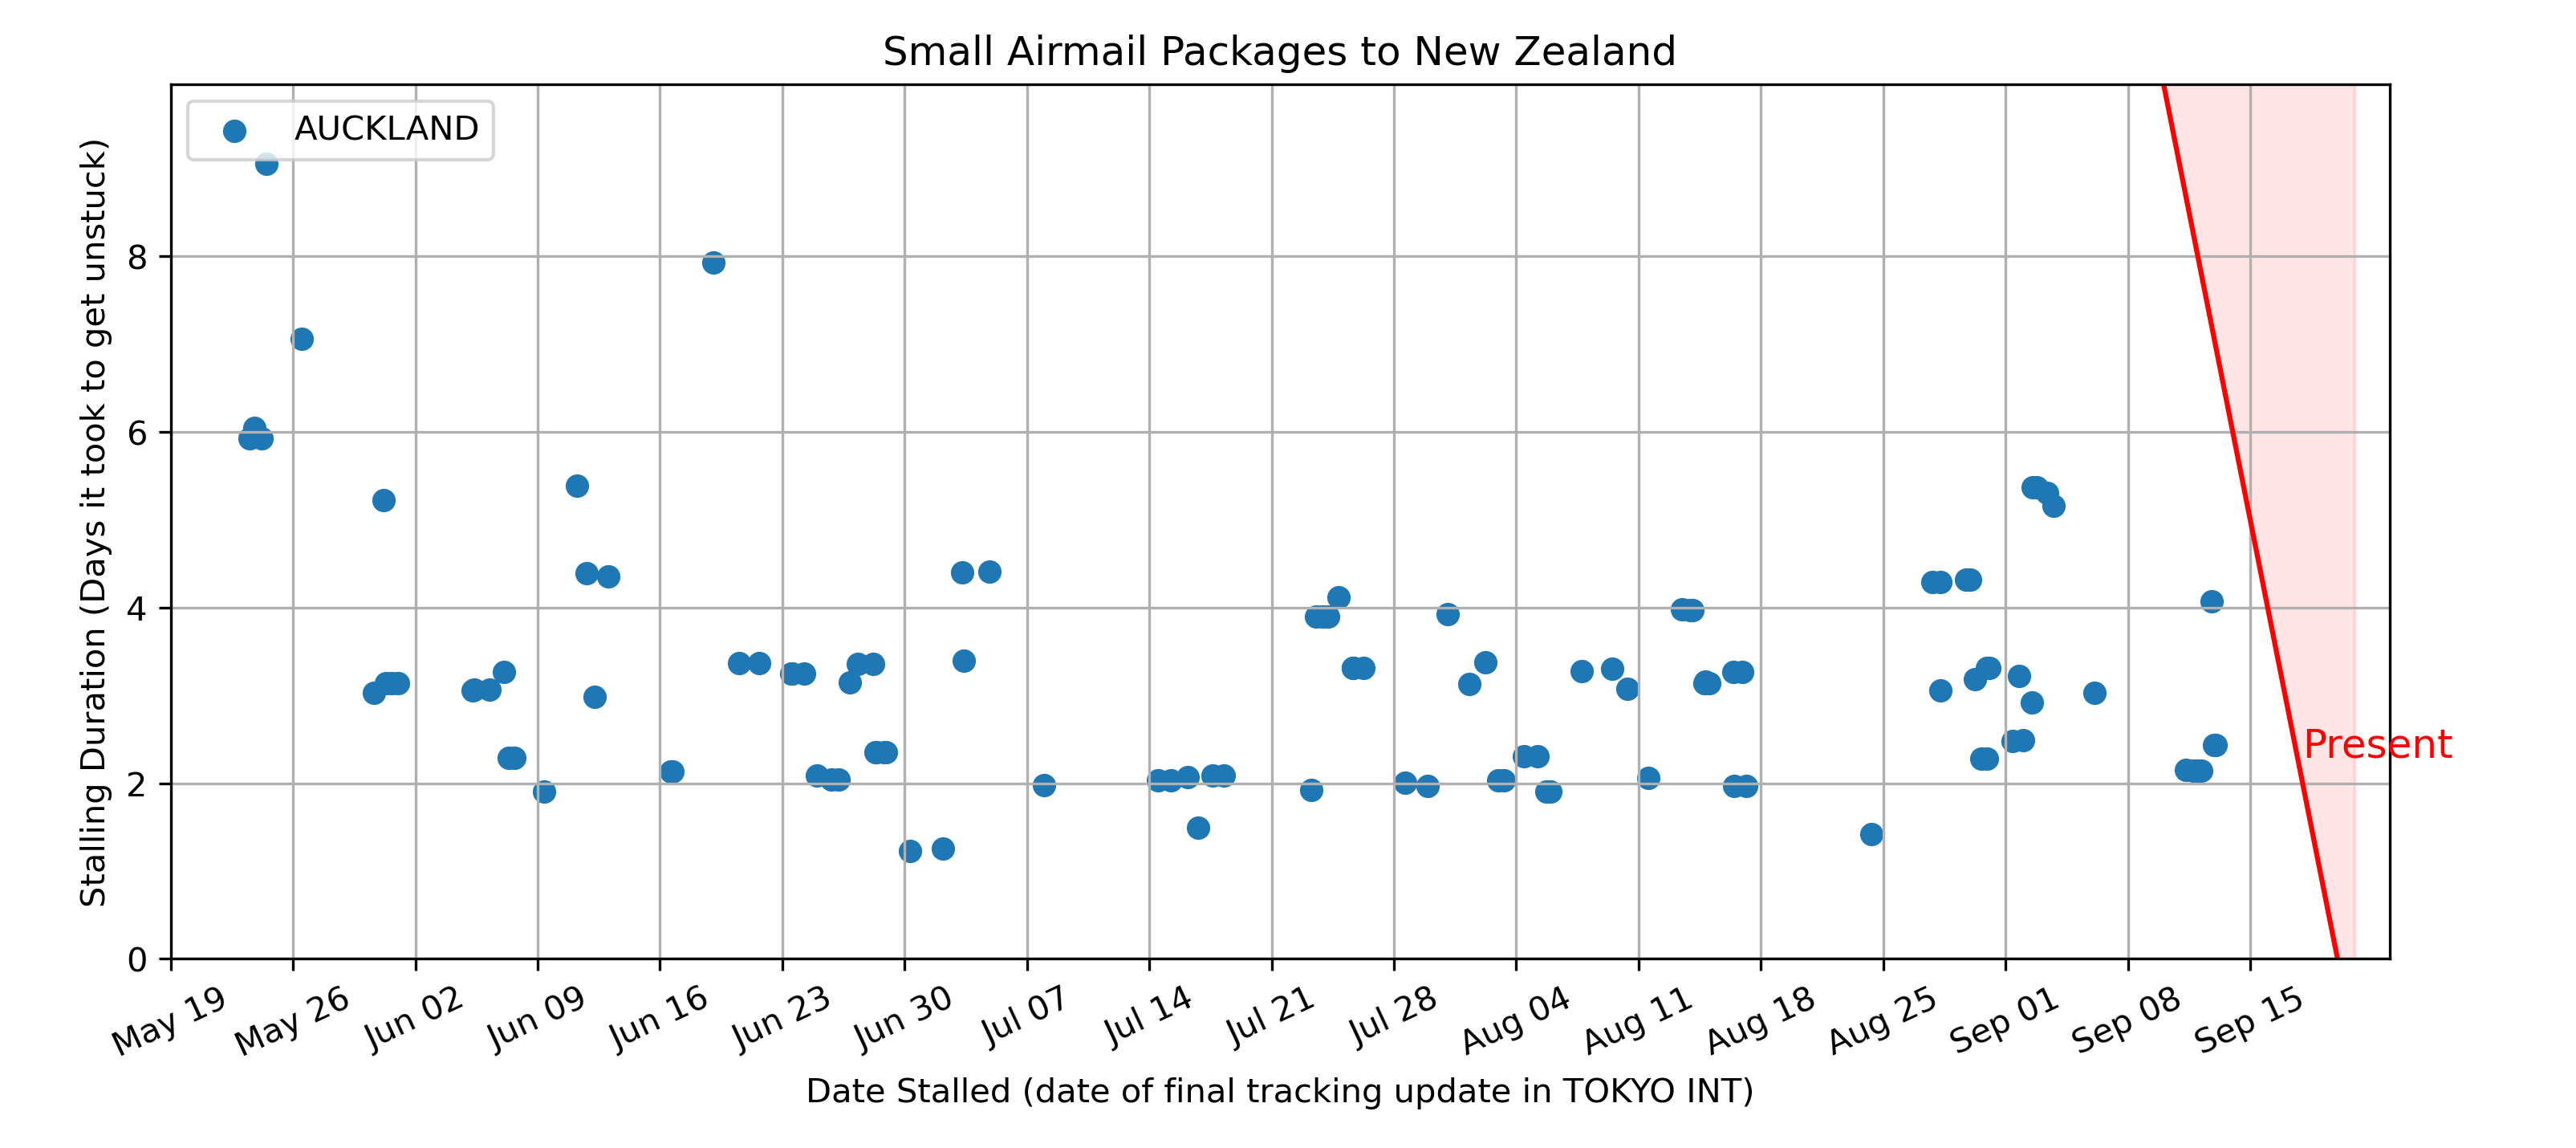 Small Airmail Packages to New Zealand
AUCKLAND
Stalling Duration (Days it took to get unstuck)
8
6
4
2
0
Present
May 19 May 26 Jun 02 Jun 09 Jun 16 Jun 23 Jun 30 Jul 07 Jul 14 Jul 21 Jul 28 Aug 04 Aug 11 Aug 18 Aug 25 Sep 01 Sep 08 Sep 15
Date Stalled (date of final tracking update in TOKYO INT)